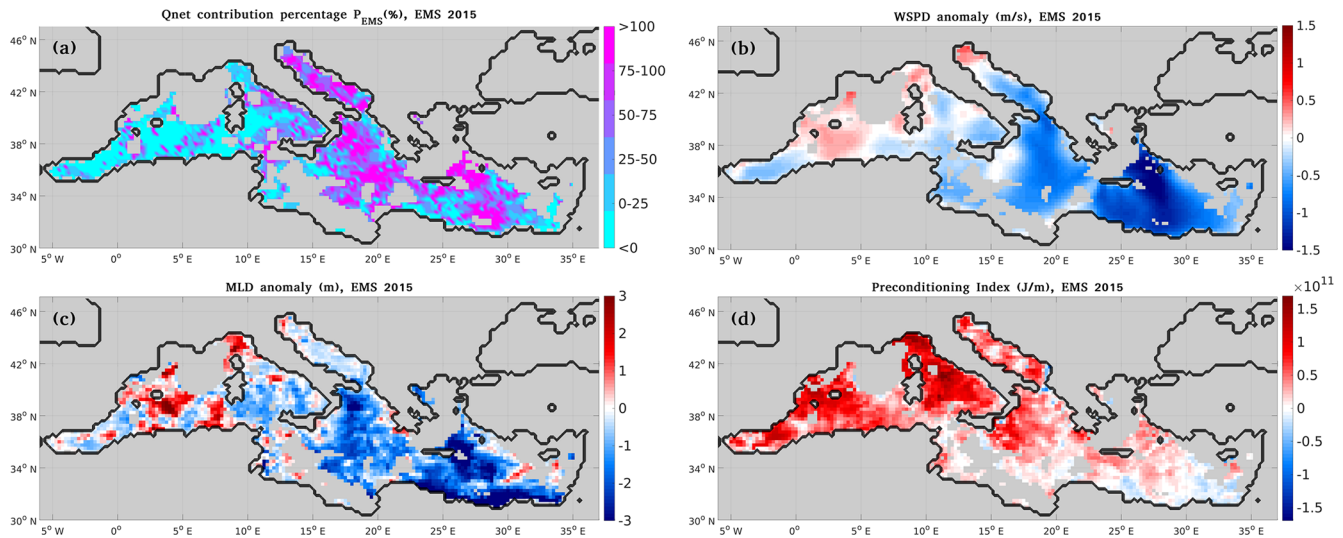 Qnet contribution percentage P_EMS(%), EMS 2015
(a)
46° N
42° N
38° N
34° N
30° N
5° W 0° 5° E 10° E 15° E 20° E 25° E 30° E 35° E
>100
75-100
50-75
25-50
0-25
<0
WSPD anomaly (m/s), EMS 2015
(b)
46° N
42° N
38° N
34° N
30° N
5° W 0° 5° E 10° E 15° E 20° E 25° E 30° E 35° E
1.5
1
0.5
0
-0.5
-1
-1.5
MLD anomaly (m), EMS 2015
(c)
46° N
42° N
38° N
34° N
30° N
5° W 0° 5° E 10° E 15° E 20° E 25° E 30° E 35° E
3
2
1
0
-1
-2
-3
Preconditioning Index (J/m), EMS 2015
(d)
46° N
42° N
38° N
34° N
30° N
5° W 0° 5° E 10° E 15° E 20° E 25° E 30° E 35° E
×10^11
1.5
1
0.5
0
-0.5
-1
-1.5